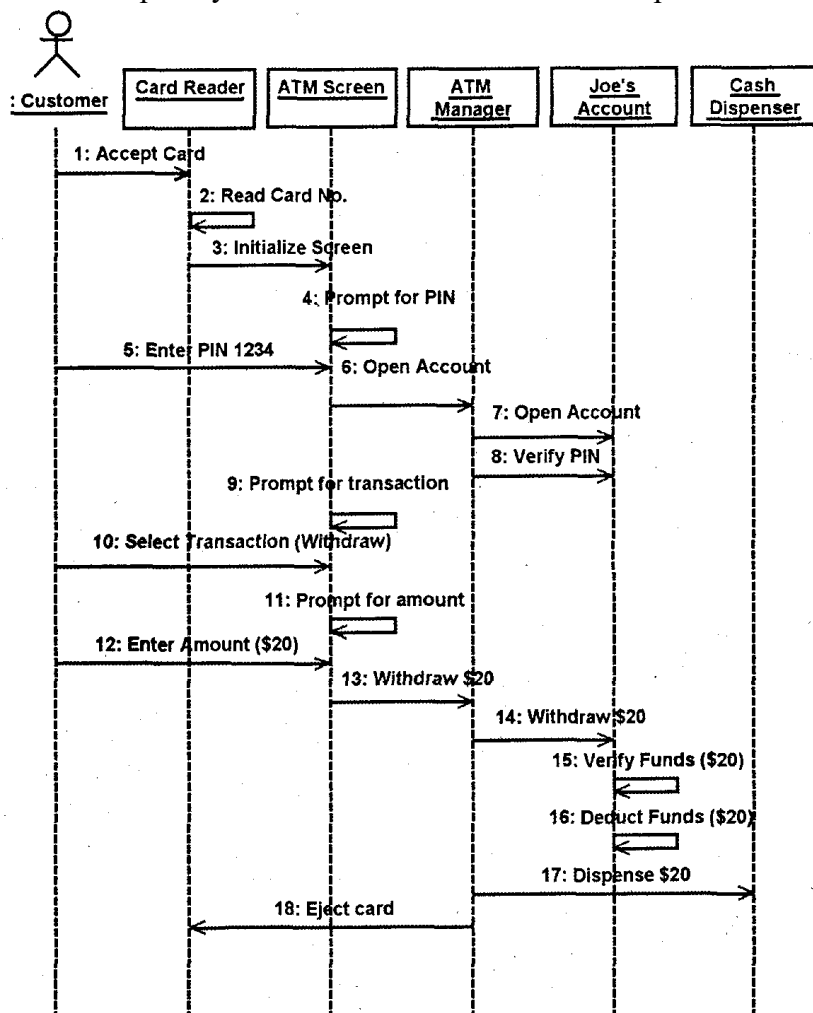 : Customer
Card Reader
ATM Screen
ATM
Manager
Joe's
Account
Cash
Dispenser
1: Accept Card
2: Read Card No.
3: Initialize Screen
4: Prompt for PIN
5: Enter PIN 1234
6: Open Account
7: Open Account
8: Verify PIN
9: Prompt for transaction
10: Select Transaction (Withdraw)
11: Prompt for amount
12: Enter Amount ($20)
13: Withdraw $20
14: Withdraw $20
15: Verify Funds ($20)
16: Deduct Funds ($20)
17: Dispense $20
18: Eject card